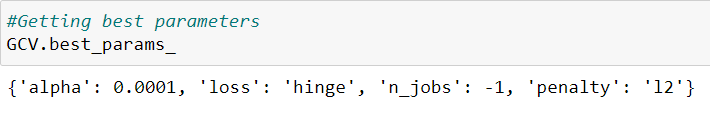 #Getting best parameters
GCV.best_params_
{'alpha': 0.0001, 'loss': 'hinge', 'n_jobs': -1, 'penalty': 'l2'}